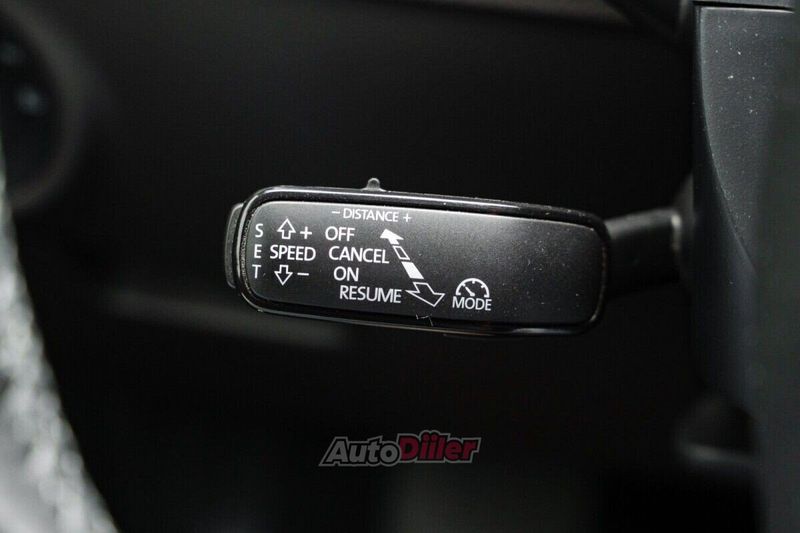 − DISTANCE +
S + OFF
E SPEED CANCEL
T − ON
RESUME
MODE
AutoDiiler